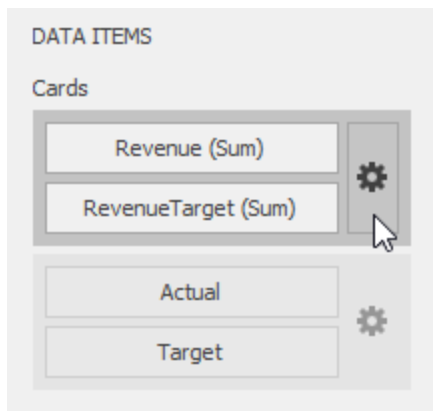 DATA ITEMS
Cards
Revenue (Sum)
RevenueTarget (Sum)
Actual
Target